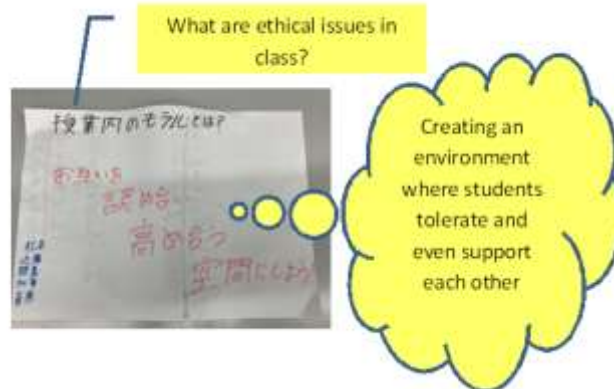 What are ethical issues in
class?
授業内のモラルとは?
お互いを
認め合い
高め合う
空間にしよう
Creating an
environment
where students
tolerate and
even support
each other